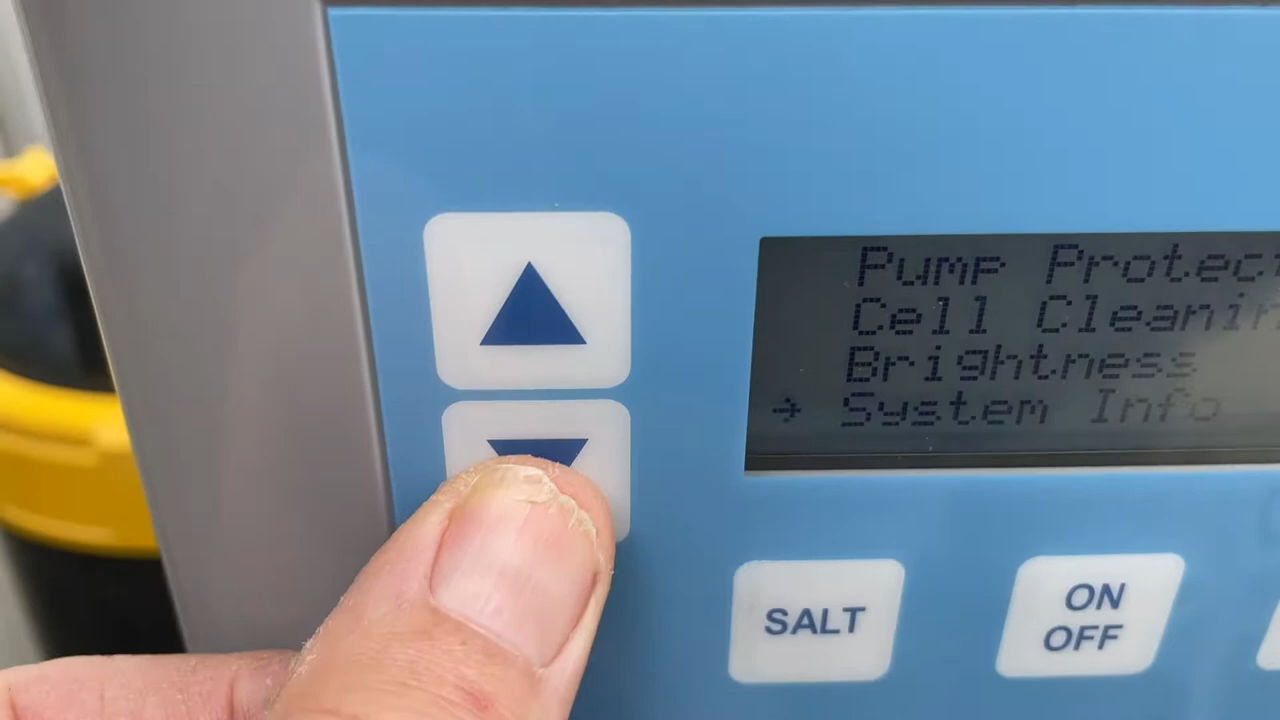 Pump Protec
Cell Cleanin
Brightness
→ System Info
SALT
ON
OFF